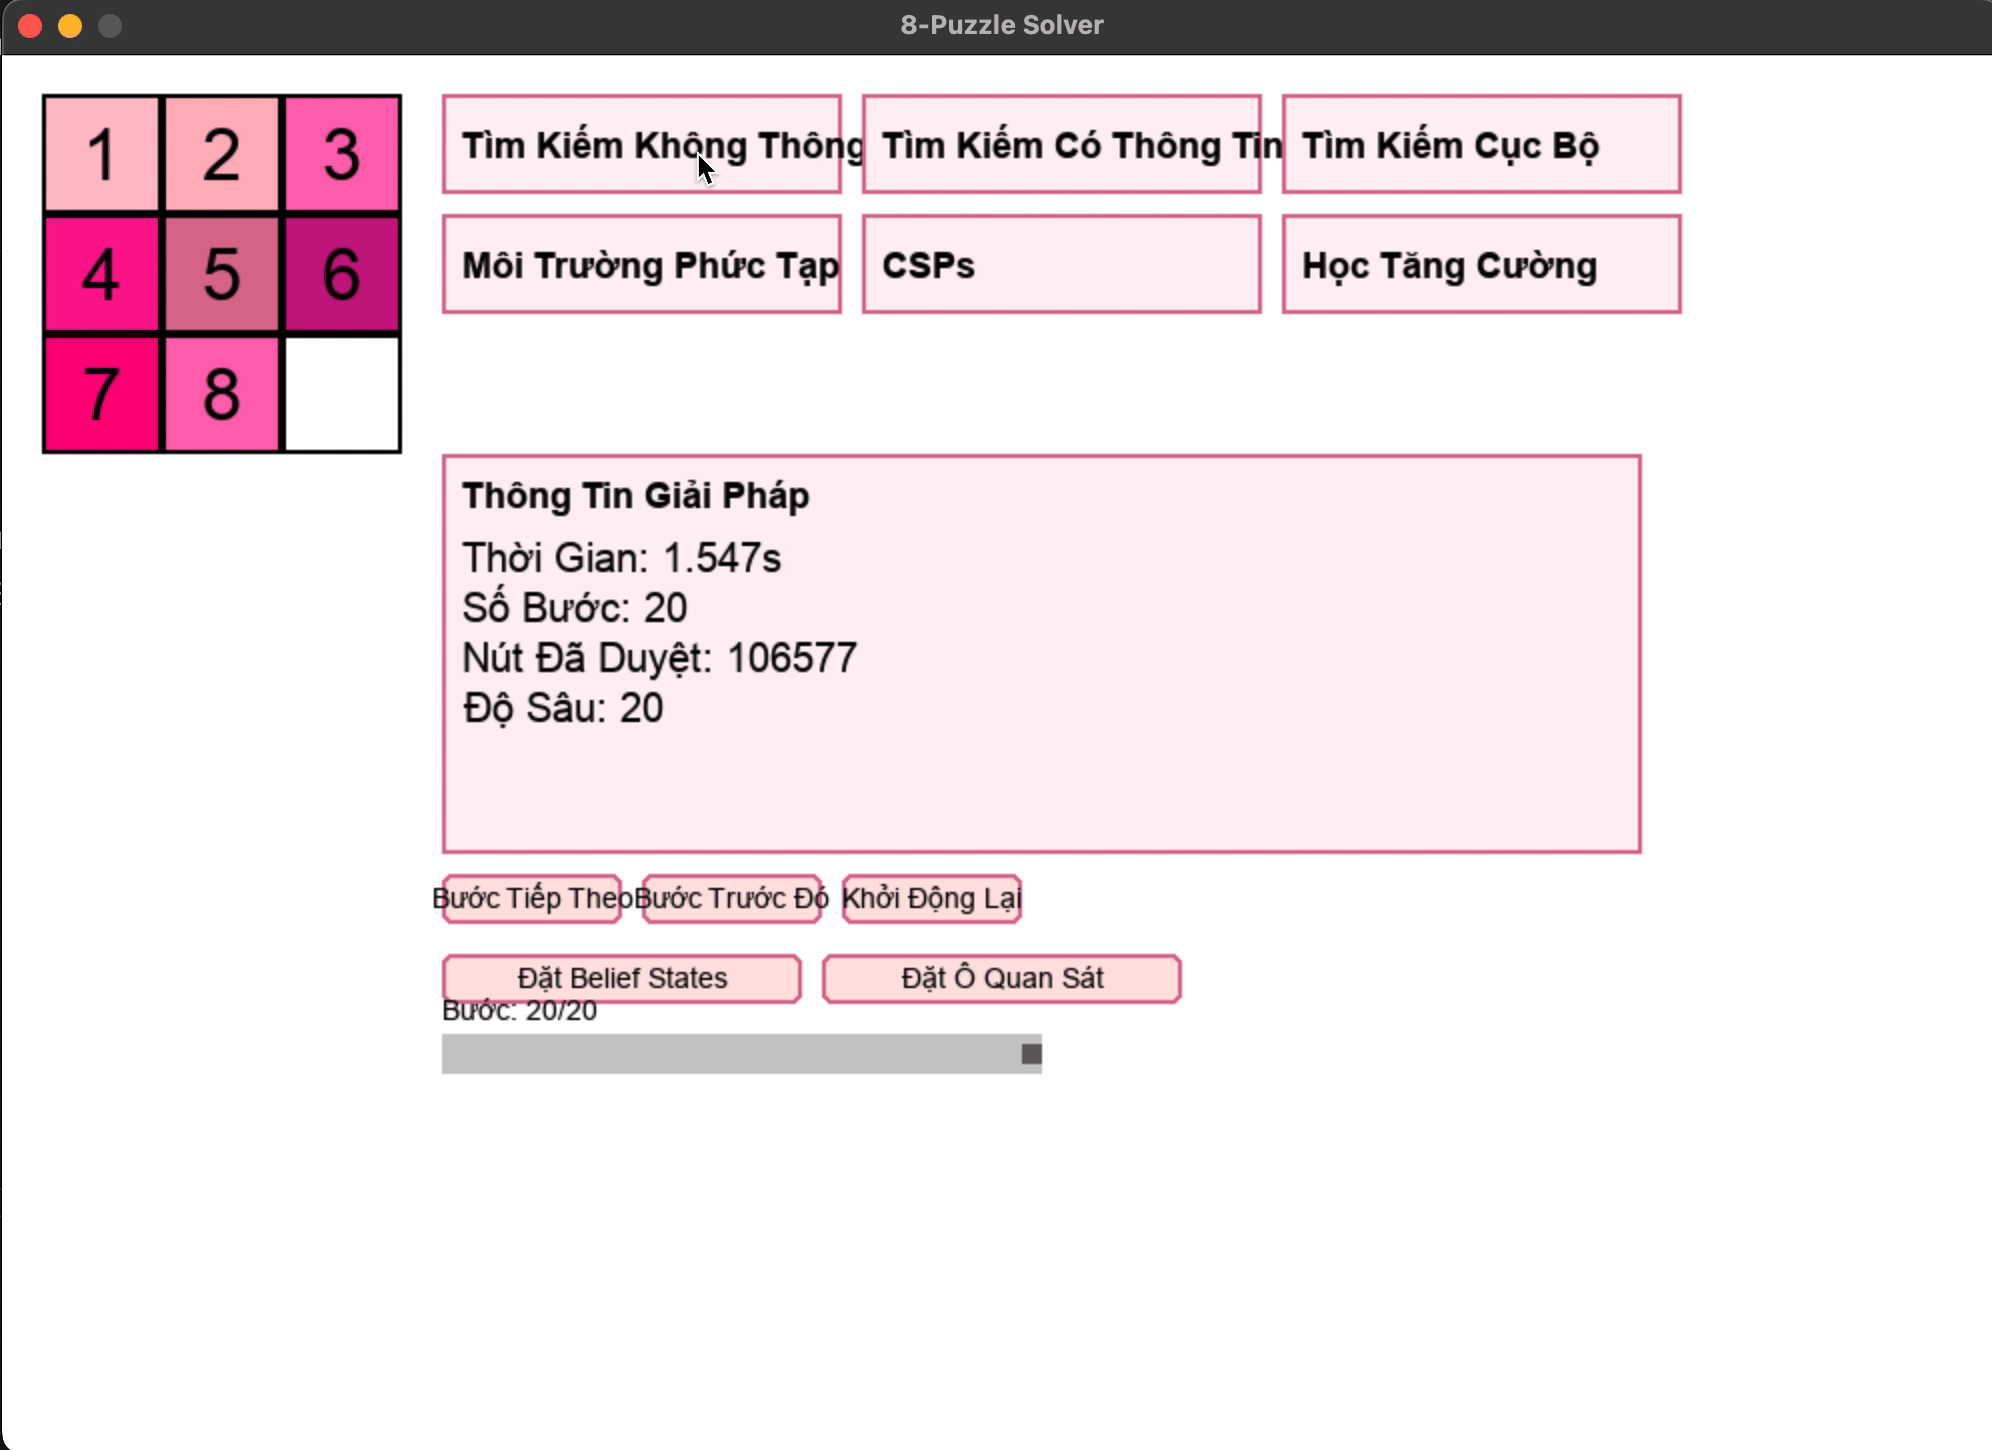 8-Puzzle Solver
1 2 3
4 5 6
7 8
Tìm Kiếm Không Thông
Tìm Kiếm Có Thông Tin
Tìm Kiếm Cục Bộ
Môi Trường Phức Tạp
CSPs
Học Tăng Cường
Thông Tin Giải Pháp
Thời Gian: 1.547s
Số Bước: 20
Nút Đã Duyệt: 106577
Độ Sâu: 20
Bước Tiếp Theo
Bước Trước Đó
Khởi Động Lại
Đặt Belief States
Đặt Ô Quan Sát
Bước: 20/20